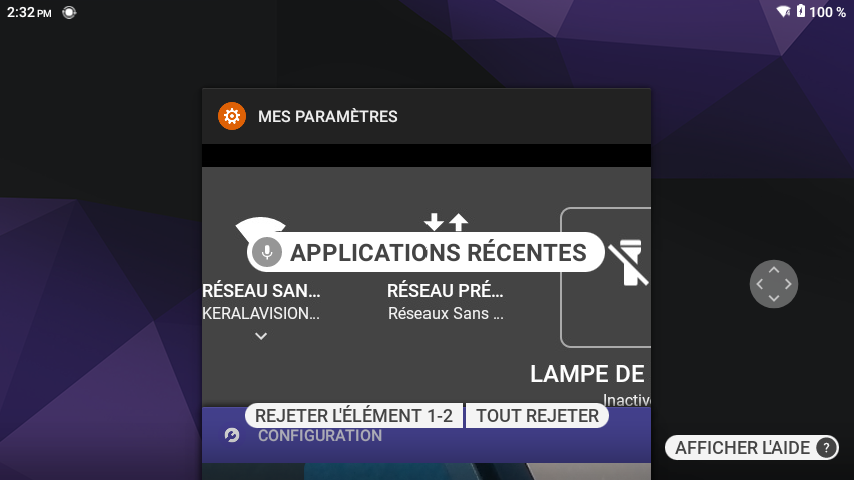 2:32 PM
100 %
MES PARAMÈTRES
APPLICATIONS RÉCENTES
RÉSEAU SAN… RÉSEAU PRÉ…
KERALAVISION… Réseaux Sans …
LAMPE DE
Inactive
REJETER L'ÉLÉMENT 1-2 TOUT REJETER
CONFIGURATION
AFFICHER L'AIDE ?